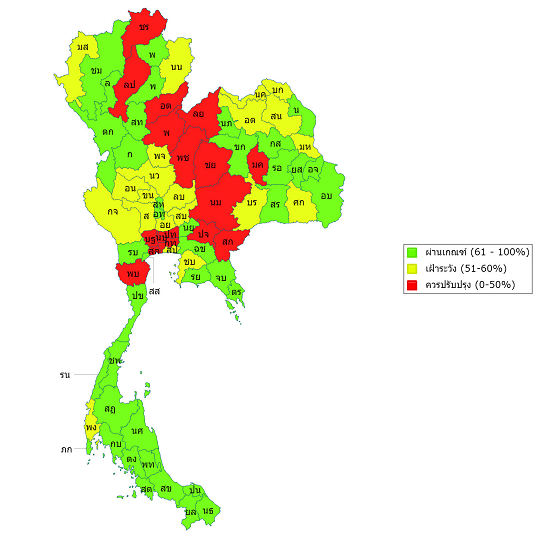 ชร
มส
พ
นบ
ชม
ล
ลป
พ
อต
ลย
สท
ตก
พ
นค
บก
น
นภ
อด
สน
ก
พจ
พช
ขก
กส
มห
ชย
มค
รอ
ยส
อจ
นว
อน
ชน
ลบ
นม
บร
สร
ศก
อบ
กจ
ส
สห
อท
อย
สบ
นย
ปจ
สก
รบ
ฉช
ชบ
พบ
รย
จบ
ตร
ปข
สส
ผ่านเกณฑ์ (61 - 100%)
เฝ้าระวัง (51-60%)
ควรปรับปรุง (0-50%)
ชพ
รน
สฎ
พง
นศ
กบ
ภก
ตง
พท
สต
สข
ปน
ยล
นธ